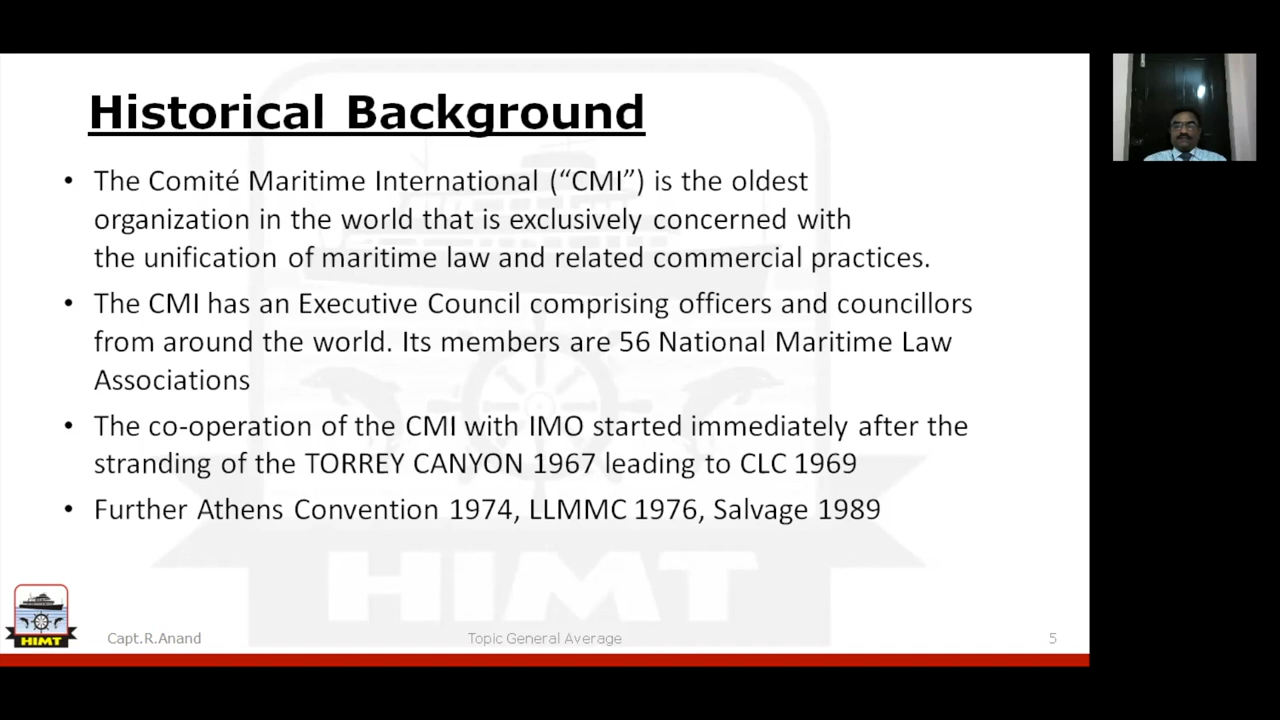 Historical Background
• The Comité Maritime International (“CMI”) is the oldest
organization in the world that is exclusively concerned with
the unification of maritime law and related commercial practices.
• The CMI has an Executive Council comprising officers and councillors
from around the world. Its members are 56 National Maritime Law
Associations
• The co-operation of the CMI with IMO started immediately after the
stranding of the TORREY CANYON 1967 leading to CLC 1969
• Further Athens Convention 1974, LLMMC 1976, Salvage 1989
HIMT
HIMT
Capt.R.Anand
Topic General Average
5